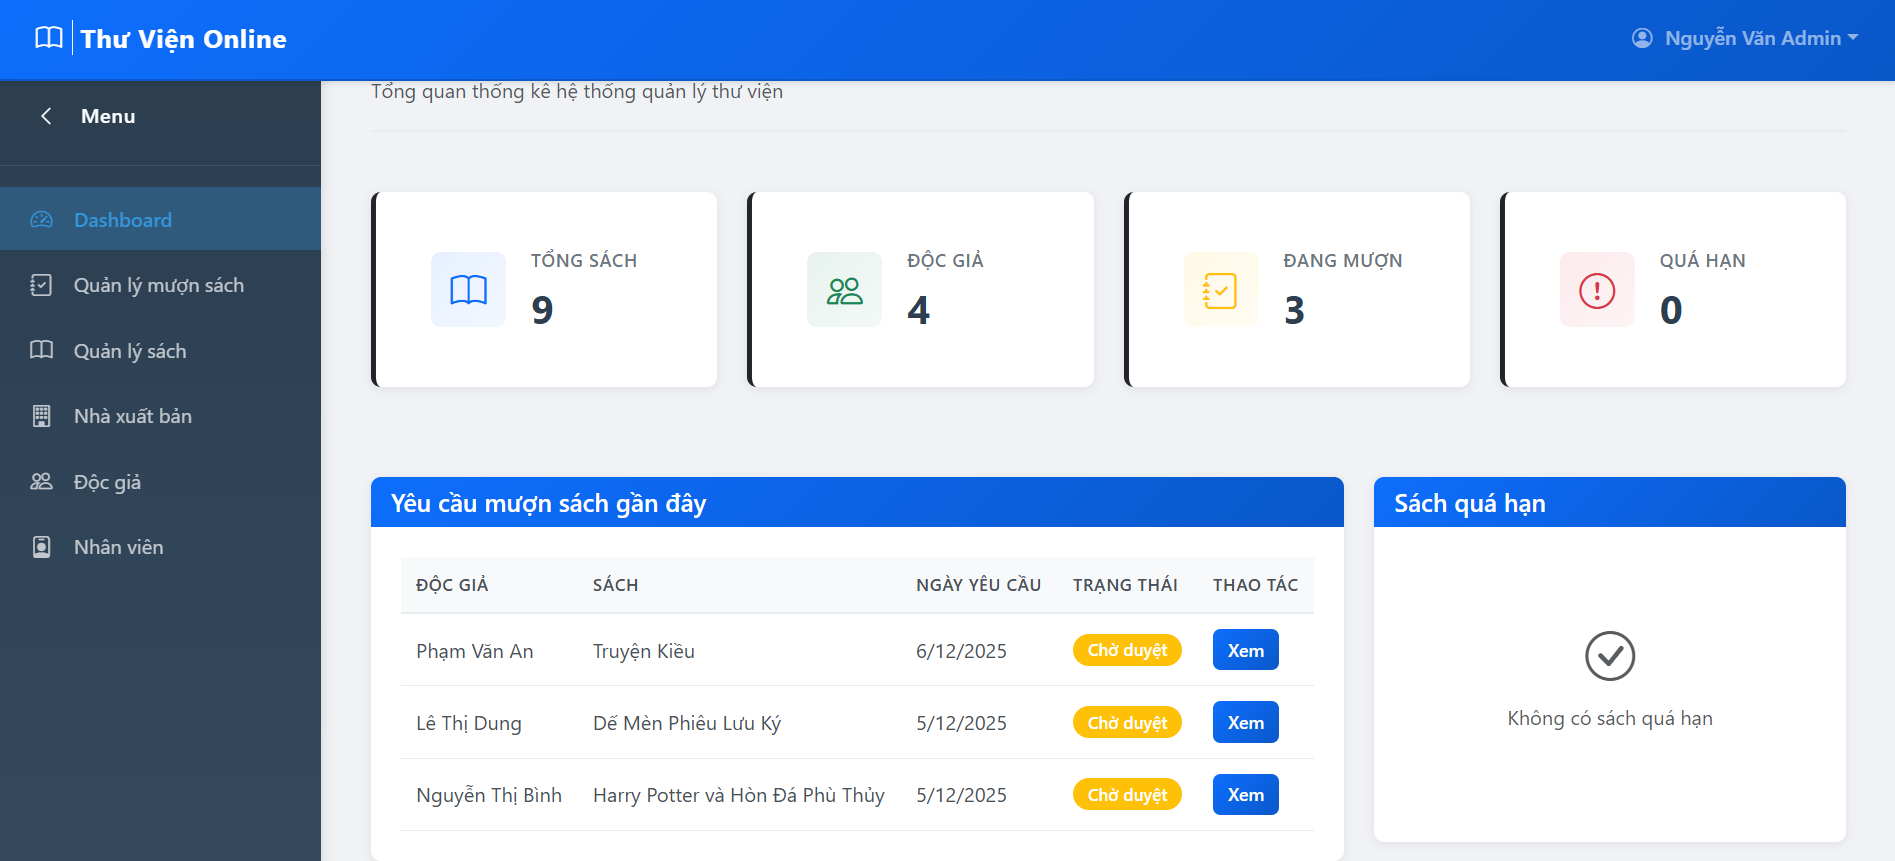 Thư Viện Online
Nguyễn Văn Admin
Menu
Dashboard
Quản lý mượn sách
Quản lý sách
Nhà xuất bản
Độc giả
Nhân viên
Tổng quan thống kê hệ thống quản lý thư viện
TỔNG SÁCH
9
ĐỘC GIẢ
4
ĐANG MƯỢN
3
QUÁ HẠN
0
Yêu cầu mượn sách gần đây
ĐỘC GIẢ SÁCH NGÀY YÊU CẦU TRẠNG THÁI THAO TÁC
Phạm Văn An Truyện Kiều 6/12/2025 Chờ duyệt Xem
Lê Thị Dung Dế Mèn Phiêu Lưu Ký 5/12/2025 Chờ duyệt Xem
Nguyễn Thị Bình Harry Potter và Hòn Đá Phù Thủy 5/12/2025 Chờ duyệt Xem
Sách quá hạn
Không có sách quá hạn